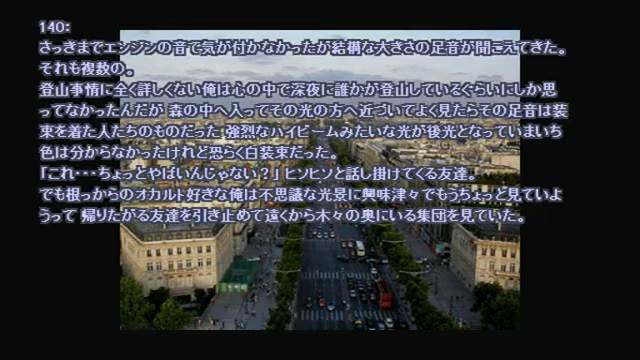 140:
さっきまでエンジンの音で気が付かなかったが結構な大きさの足音が聞こえてきた。
それも複数の。
登山事情に全く詳しくない俺は心の中で深夜に誰かが登山しているぐらいにしか思
ってなかったんだが 森の中へ入ってその光の方へ近づいてよく見たらその足音は装
束を着た人たちのものだった 強烈なハイビームみたいな光が後光となっていまいち
色は分からなかったけれど恐らく白装束だった。
「これ・・・ちょっとやばいんじゃない？」 ヒソヒソと話し掛けてくる友達。
でも根っからのオカルト好きな俺は不思議な光景に興味津々でもうちょっと見ていよ
うって 帰りたがる友達を引き止めて遠くから木々の奥にいる集団を見ていた。